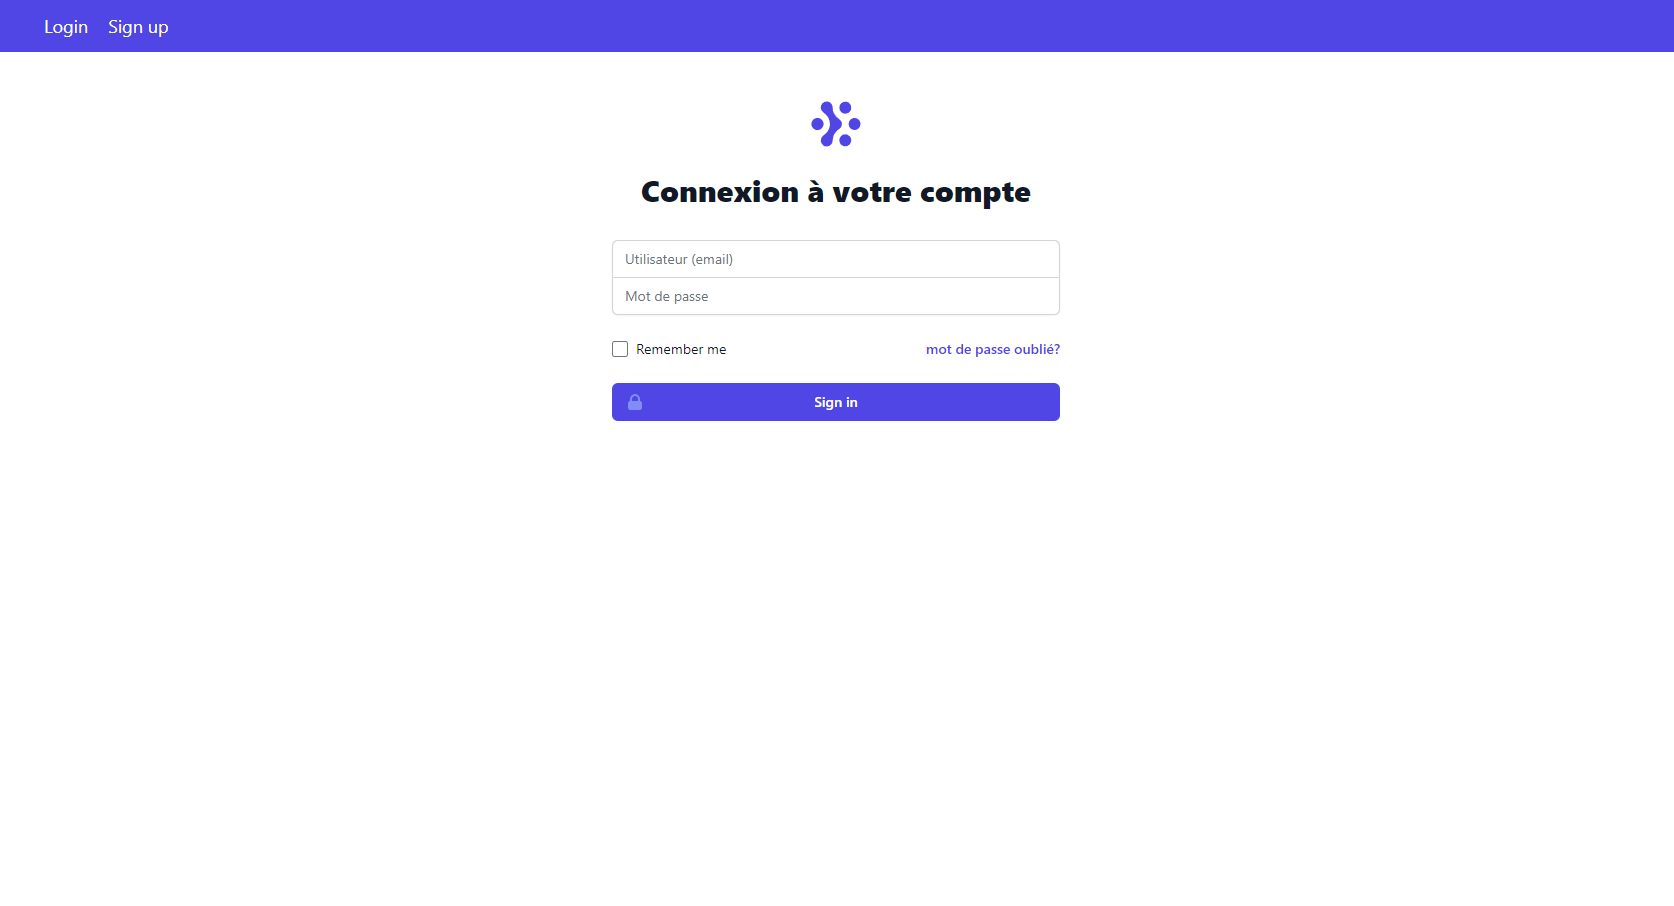 Login Sign up
Connexion à votre compte
Utilisateur (email)
Mot de passe
Remember me mot de passe oublié?
Sign in